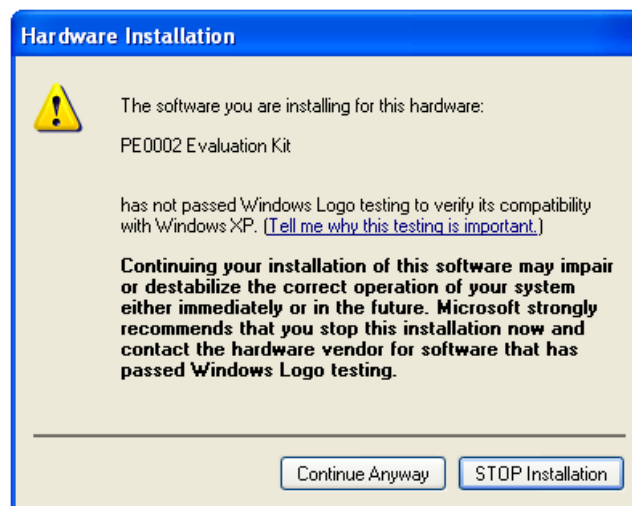 Hardware Installation
The software you are installing for this hardware:
PE0002 Evaluation Kit
has not passed Windows Logo testing to verify its compatibility
with Windows XP. (Tell me why this testing is important.)
Continuing your installation of this software may impair
or destabilize the correct operation of your system
either immediately or in the future. Microsoft strongly
recommends that you stop this installation now and
contact the hardware vendor for software that has
passed Windows Logo testing.
Continue Anyway
STOP Installation